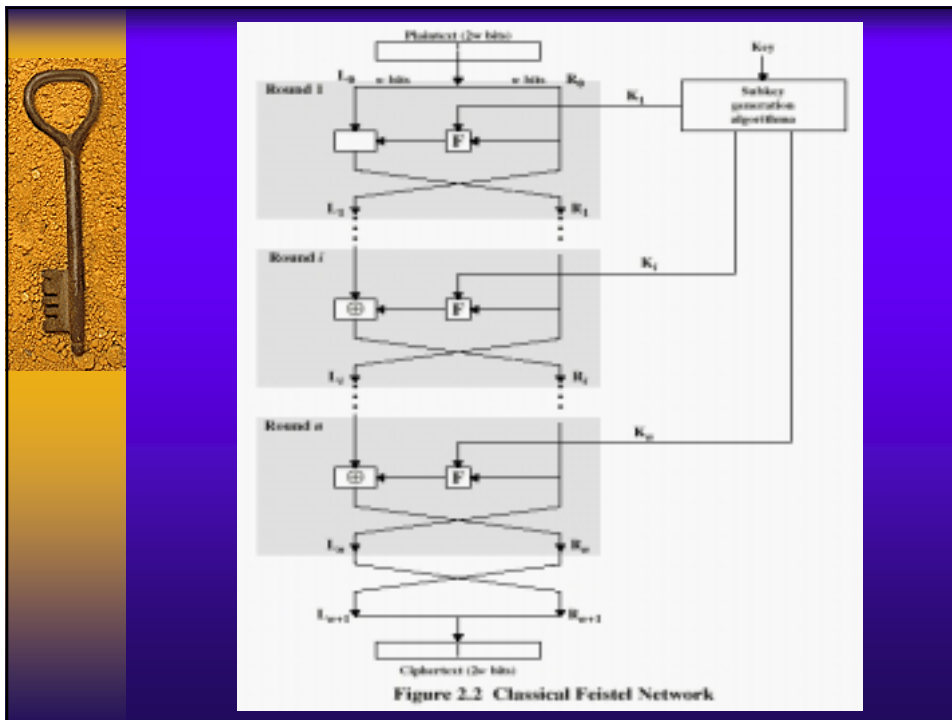 Plaintext (2w bits)
Key
L0 w bits w bits R0
Round 1
K1
Subkey
generation
algorithm
F
L1 R1
Round i
Ki
⊕ F
Li Ri
Round n
Kn
⊕ F
Ln Rn
Ln+1 Rn+1
Ciphertext (2w bits)
Figure 2.2 Classical Feistel Network